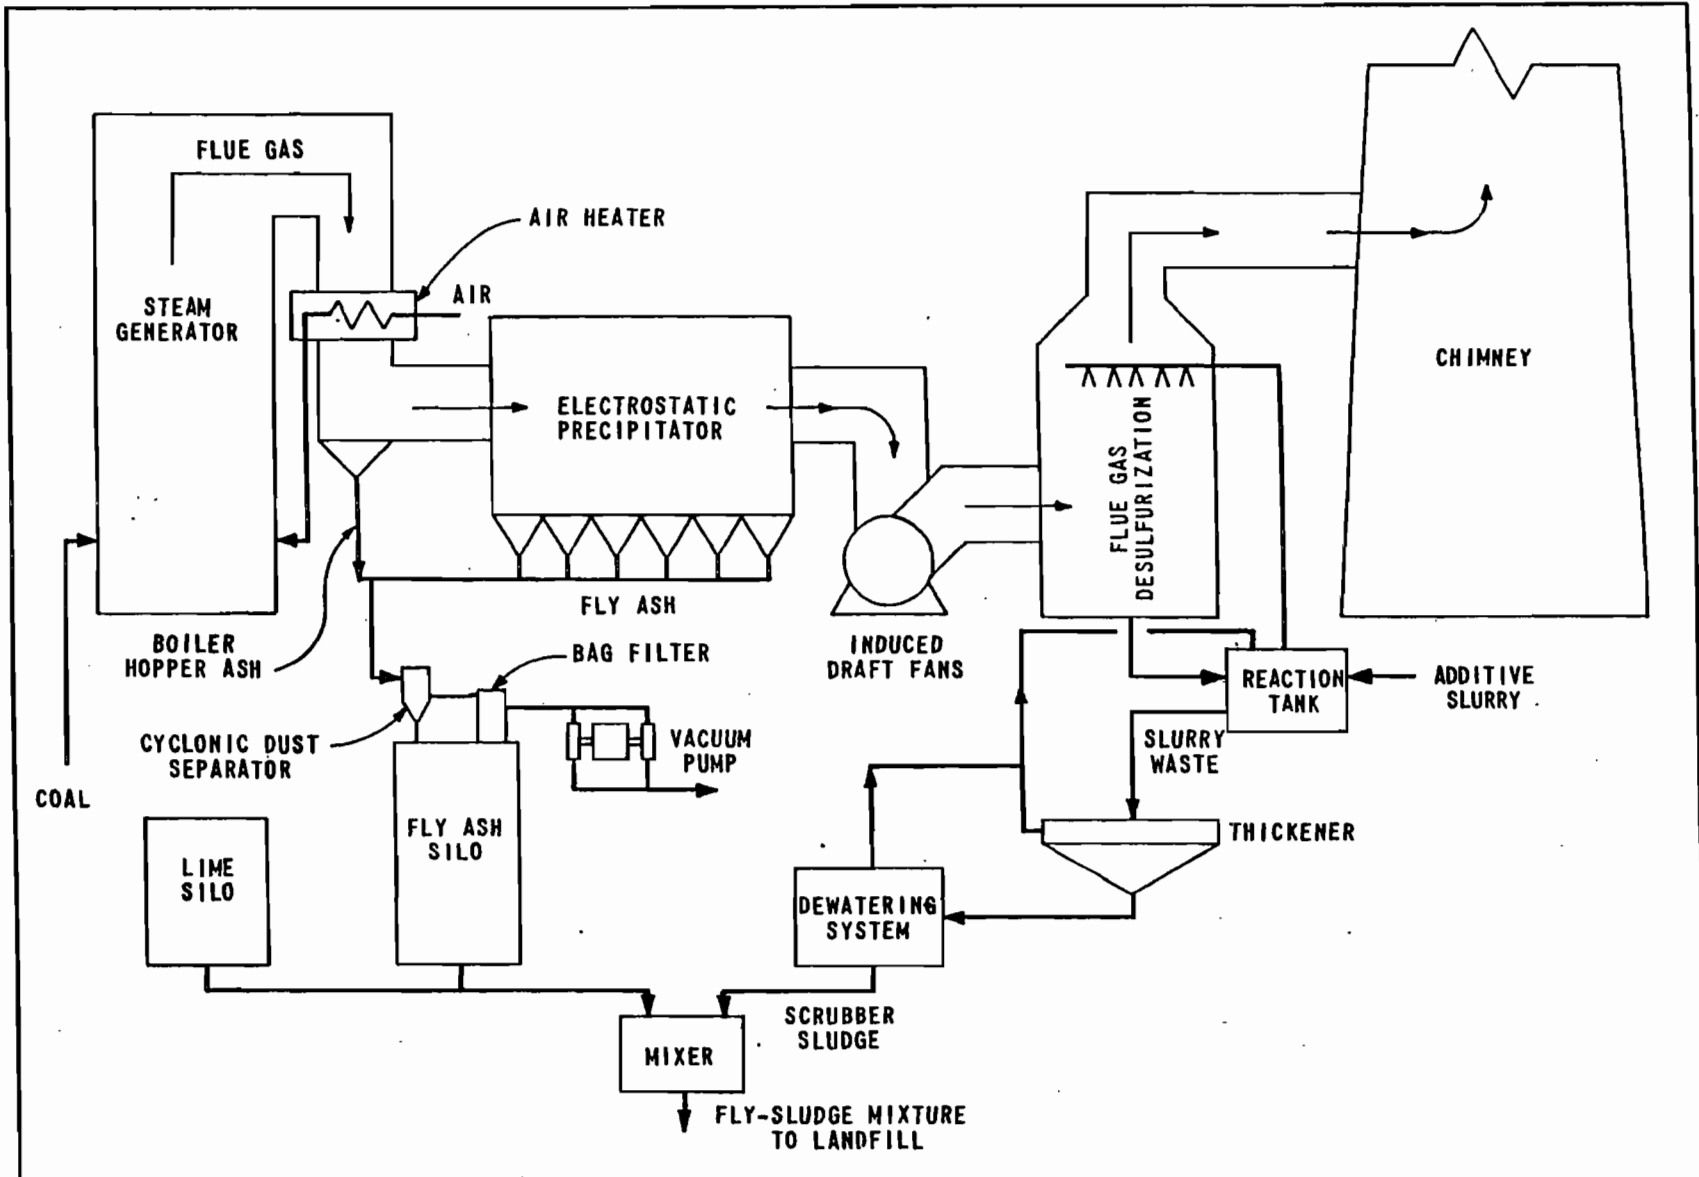 FLUE GAS
AIR HEATER
AIR
STEAM
GENERATOR
CHIMNEY
ELECTROSTATIC
PRECIPITATOR
FLUE GAS
DESULFURIZATION
FLY ASH
BOILER
HOPPER ASH
BAG FILTER
INDUCED
DRAFT FANS
REACTION
TANK
ADDITIVE
SLURRY
CYCLONIC DUST
SEPARATOR
VACUUM
PUMP
SLURRY
WASTE
COAL
FLY ASH
SILO
THICKENER
LIME
SILO
DEWATERING
SYSTEM
SCRUBBER
SLUDGE
MIXER
FLY-SLUDGE MIXTURE
TO LANDFILL